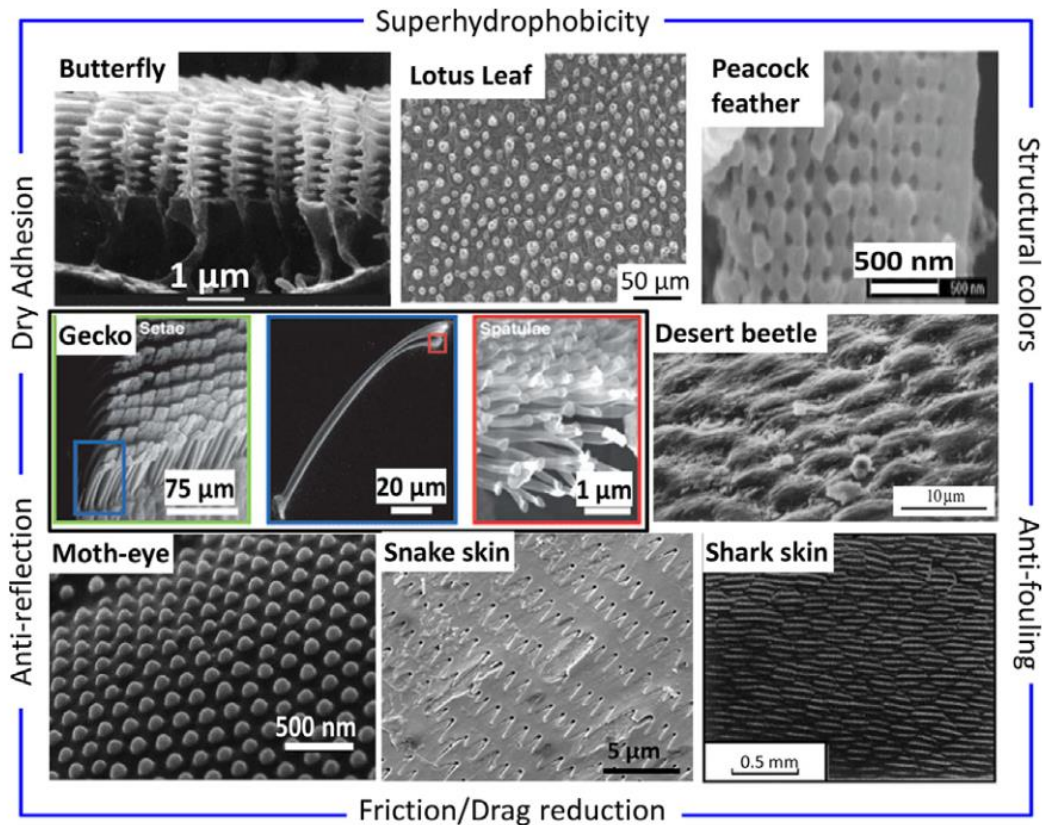 Superhydrophobicity
Butterfly
1 μm
Lotus Leaf
50 μm
Peacock
feather
500 nm
500 nm
Dry Adhesion
Structural colors
Gecko
Setae
75 μm
20 μm
Spatulae
1 μm
Desert beetle
10 μm
Anti-reflection
Anti-fouling
Moth-eye
500 nm
Snake skin
5 μm
Shark skin
0.5 mm
Friction/Drag reduction